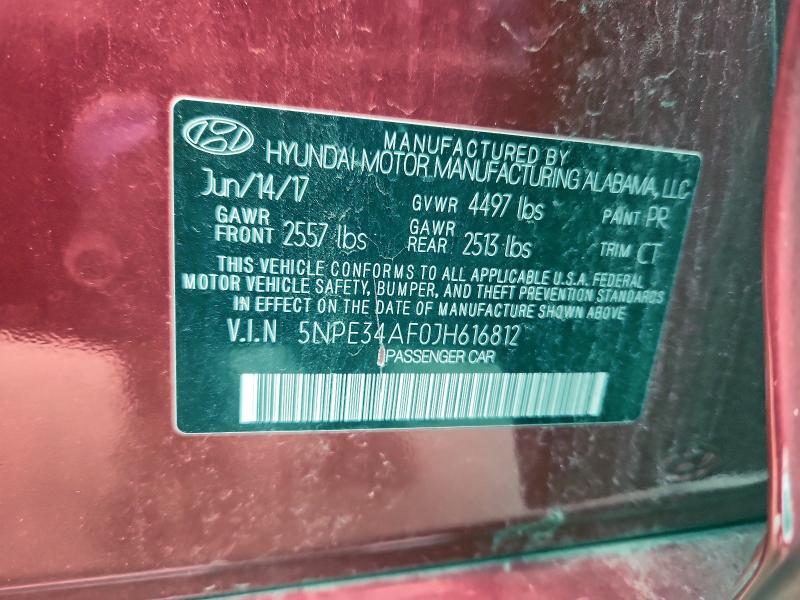 MANUFACTURED BY
HYUNDAI MOTOR MANUFACTURING ALABAMA, LLC
Jun/14/17 GVWR 4497 lbs PAINT PR
GAWR FRONT 2557 lbs GAWR REAR 2513 lbs TRIM CT
THIS VEHICLE CONFORMS TO ALL APPLICABLE U.S.A. FEDERAL
MOTOR VEHICLE SAFETY, BUMPER, AND THEFT PREVENTION STANDARDS
IN EFFECT ON THE DATE OF MANUFACTURE SHOWN ABOVE
V.I.N 5NPE34AF0JH616812
PASSENGER CAR